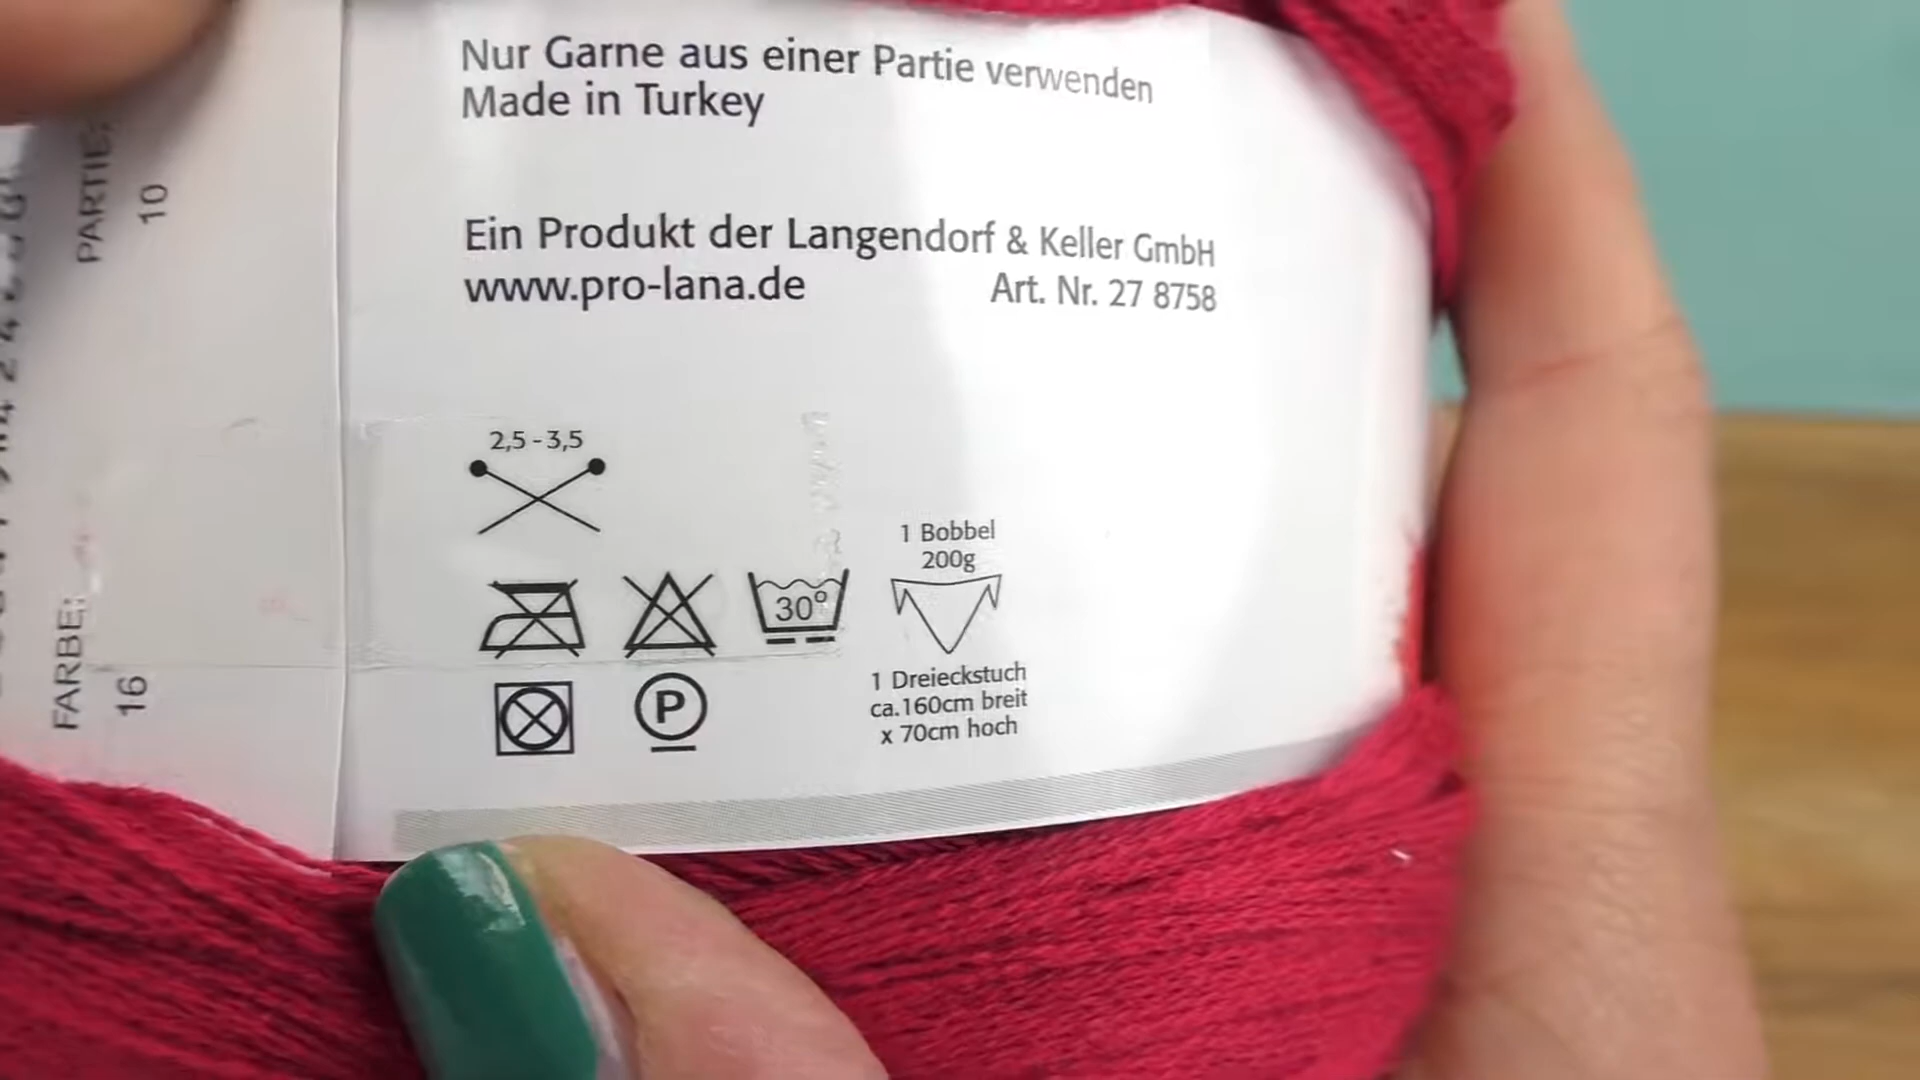 Nur Garne aus einer Partie verwenden
Made in Turkey
Ein Produkt der Langendorf & Keller GmbH
www.pro-lana.de Art. Nr. 27 8758
2,5 - 3,5
1 Bobbel
200g
30°
P
1 Dreieckstuch
ca.160cm breit
x 70cm hoch
PARTIE:
10
FARBE:
16